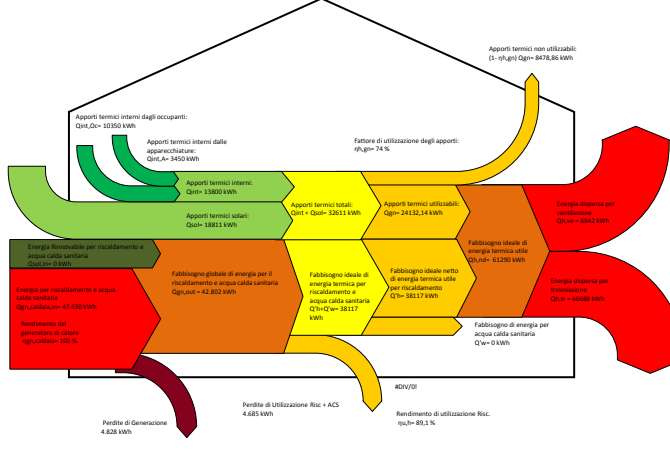 Apporti termici non utilizzabili:
(1- ηh,gn) Qgn= 8478,86 kWh
Apporti termici interni dagli occupanti:
Qint,Oc= 10350 kWh
Apporti termici interni dalle
apparecchiature:
Qint,A= 3450 kWh
Fattore di utilizzazione degli apporti:
ηh,gn= 74 %
Apporti termici interni:
Qint= 13800 kWh
Apporti termici solari:
Qsol= 18811 kWh
Apporti termici totali:
Qint + Qsol= 32611 kWh
Apporti termici utilizzabili:
Qgn= 24132,14 kWh
Energia dispersa per
ventilazione
Qh,ve= 8942 kWh
Energia Rinnovabile per riscaldamento e
acqua calda sanitaria
Qsol,in= 0 kWh
Fabbisogno globale di energia per il
riscaldamento e acqua calda sanitaria
Qgn,out= 42.802 kWh
Fabbisogno ideale di
energia termica per
riscaldamento e
acqua calda sanitaria
Q'h+Q'w= 38117
kWh
Fabbisogno ideale netto
di energia termica utile
per riscaldamento
Q'h= 38117 kWh
Fabbisogno ideale di
energia termica utile
Qh,nd= 61290 kWh
Energia dispersa per
trasmissione
Qh,tr= 66689 kWh
Energia per riscaldamento e acqua
calda sanitaria
Qgn,caldaia,in= 47.630 kWh
Rendimento del
generatore di calore
ηgn,caldaia= 100 %
Fabbisogno di energia per
acqua calda sanitaria
Q'w= 0 kWh
#DIV/0!
Perdite di Utilizzazione Risc + ACS
4.685 kWh
Rendimento di utilizzazione Risc.
ηu,h= 89,1 %
Perdite di Generazione
4.828 kWh